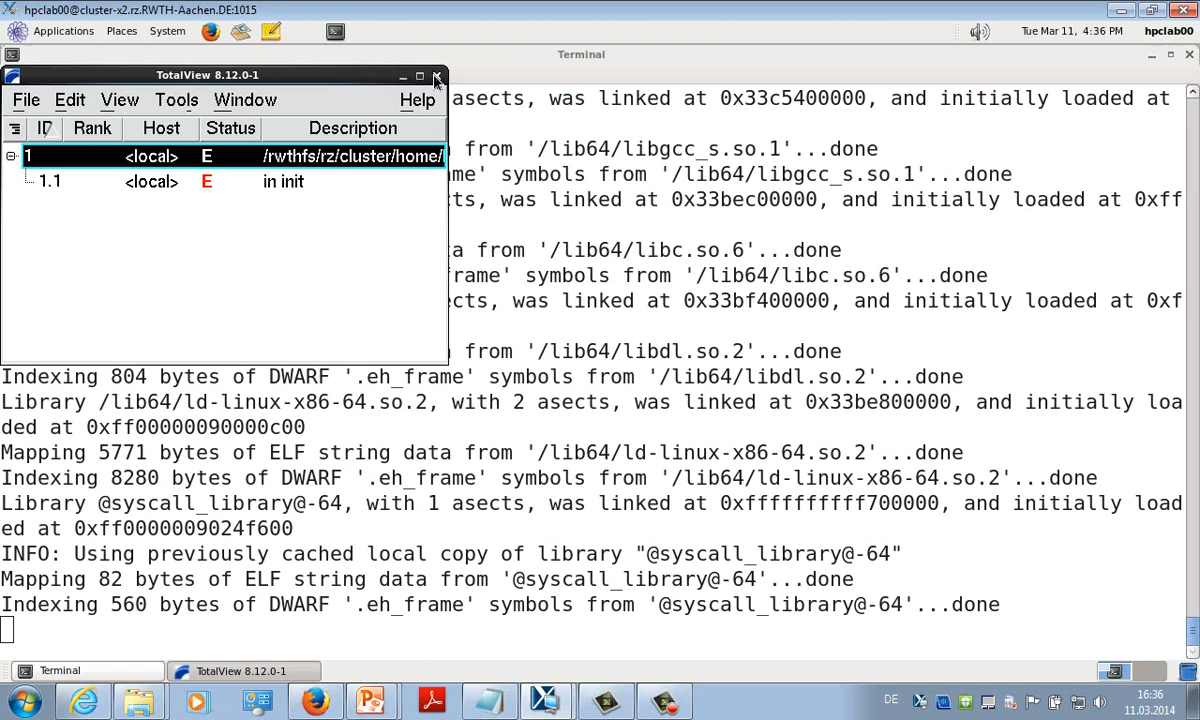 hpclab00@cluster-x2.rz.RWTH-Aachen.DE:1015
Applications Places System
Tue Mar 11, 4:36 PM hpclab00
Terminal
TotalView 8.12.0-1
File Edit View Tools Window Help
ID Rank Host Status Description
1 <local> E /rwthfs/rz/cluster/home/
1.1 <local> E in init
asects, was linked at 0x33c5400000, and initially loaded at
from '/lib64/libgcc_s.so.1'...done
me' symbols from '/lib64/libgcc_s.so.1'...done
ts, was linked at 0x33bec00000, and initially loaded at 0xff
ta from '/lib64/libc.so.6'...done
frame' symbols from '/lib64/libc.so.6'...done
ects, was linked at 0x33bf400000, and initially loaded at 0xf
from '/lib64/libdl.so.2'...done
Indexing 804 bytes of DWARF '.eh_frame' symbols from '/lib64/libdl.so.2'...done
Library /lib64/ld-linux-x86-64.so.2, with 2 asects, was linked at 0x33be800000, and initially loa
ded at 0xff00000090000c00
Mapping 5771 bytes of ELF string data from '/lib64/ld-linux-x86-64.so.2'...done
Indexing 8280 bytes of DWARF '.eh_frame' symbols from '/lib64/ld-linux-x86-64.so.2'...done
Library @syscall_library@-64, with 1 asects, was linked at 0xffffffffff700000, and initially load
ed at 0xff0000009024f600
INFO: Using previously cached local copy of library "@syscall_library@-64"
Mapping 82 bytes of ELF string data from '@syscall_library@-64'...done
Indexing 560 bytes of DWARF '.eh_frame' symbols from '@syscall_library@-64'...done
Terminal TotalView 8.12.0-1
DE 16:36
11.03.2014